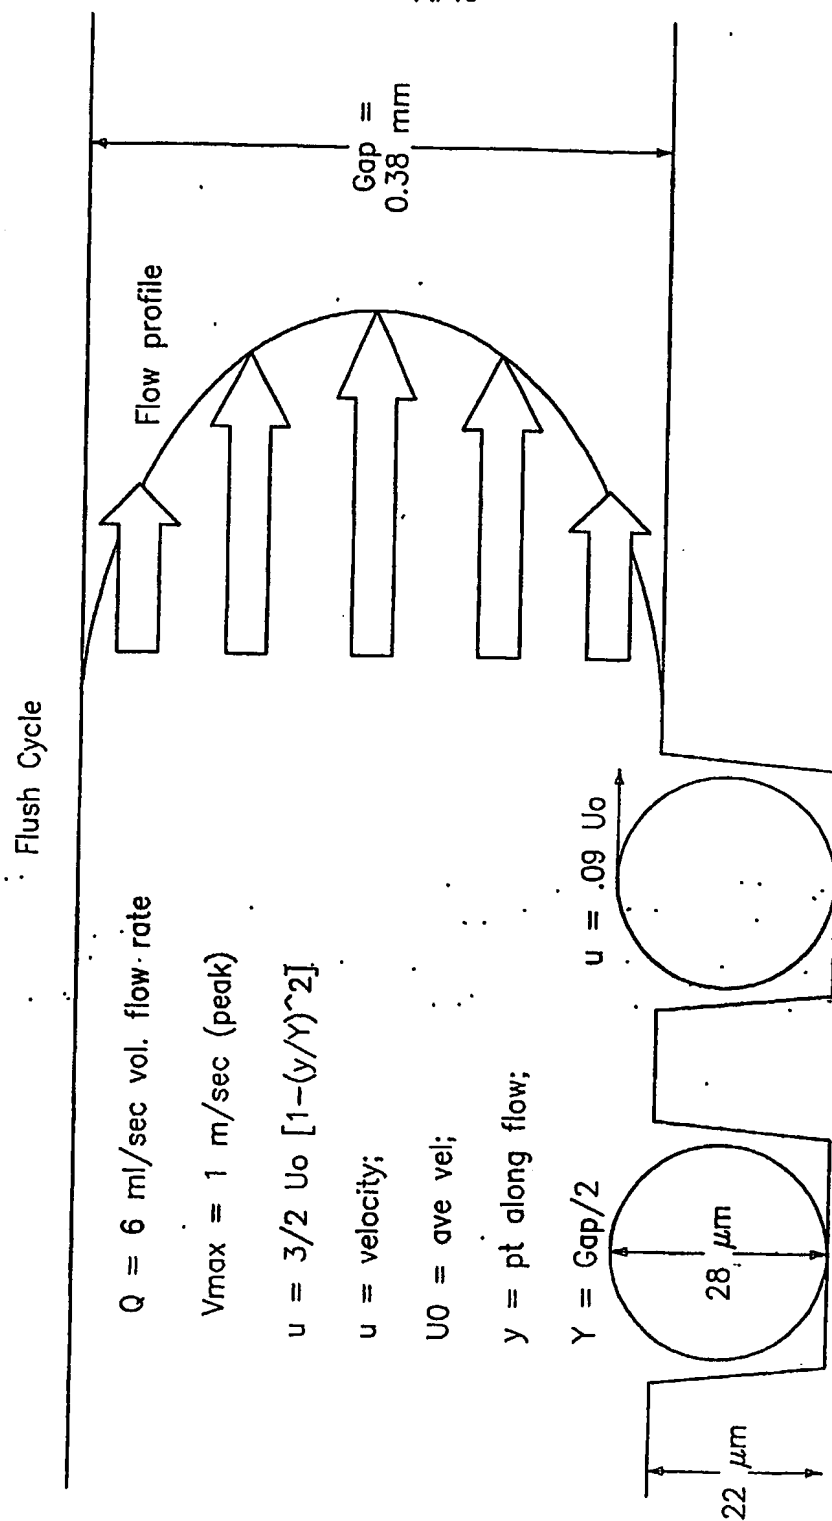 Flush Cycle
Q = 6 ml/sec vol. flow rate
Vmax = 1 m/sec (peak)
u = 3/2 Uo [1-(y/Y)^2]
u = velocity;
U0 = ave vel;
y = pt along flow;
Y = Gap/2
Flow profile
Gap =
0.38 mm
u = .09 Uo
28 μm
22 μm